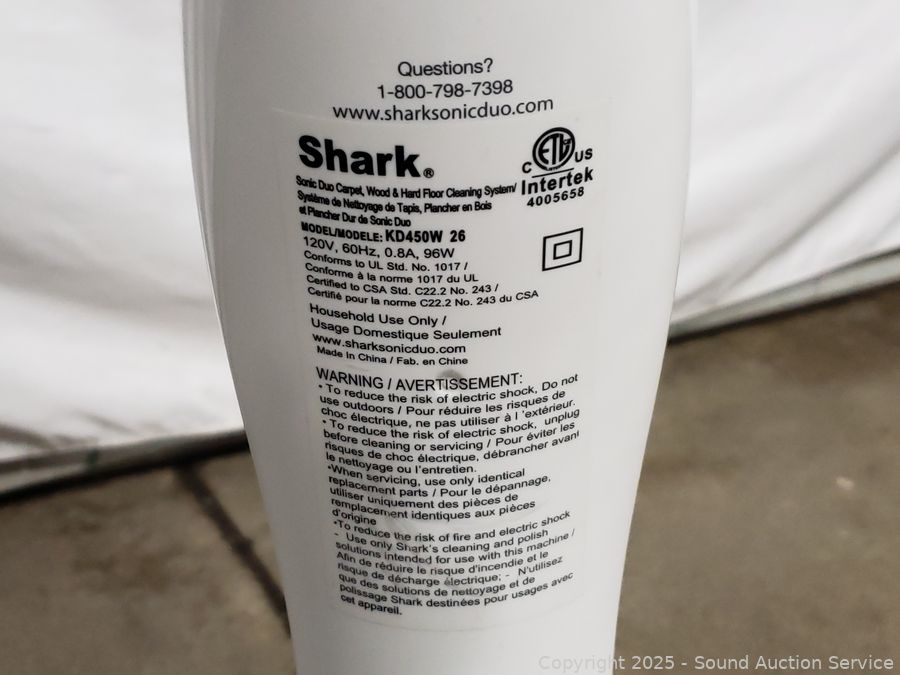 Questions?
1-800-798-7398
www.sharksonicduo.com
Shark®
Sonic Duo Carpet, Wood & Hard Floor Cleaning System/
Système de Nettoyage de Tapis, Plancher en Bois
et Plancher Dur de Sonic Duo
MODEL/MODELE: KD450W 26
120V, 60Hz, 0.8A, 96W
Conforms to UL Std. No. 1017 /
Conforme à la norme 1017 du UL
Certified to CSA Std. C22.2 No. 243 /
Certifié pour la norme C22.2 No. 243 du CSA
C ETL US
Intertek
4005658
Household Use Only /
Usage Domestique Seulement
www.sharksonicduo.com
Made In China / Fab. en Chine
WARNING / AVERTISSEMENT:
• To reduce the risk of electric shock, Do not
use outdoors / Pour réduire les risques de
choc électrique, ne pas utiliser à l'extérieur.
• To reduce the risk of electric shock, unplug
before cleaning or servicing / Pour éviter les
risques de choc électrique, débrancher avant
le nettoyage ou l'entretien.
•When servicing, use only identical
replacement parts / Pour le dépannage,
utiliser uniquement des pièces de
remplacement identiques aux pièces
d'origine
•To reduce the risk of fire and electric shock
- Use only Shark's cleaning and polish
solutions intended for use with this machine /
Afin de réduire le risque d'incendie et le
risque de décharge électrique; - N'utilisez
que des solutions de nettoyage et de
polissage Shark destinées pour usages avec
cet appareil.
Copyright © 2025 - Sound Auction Service